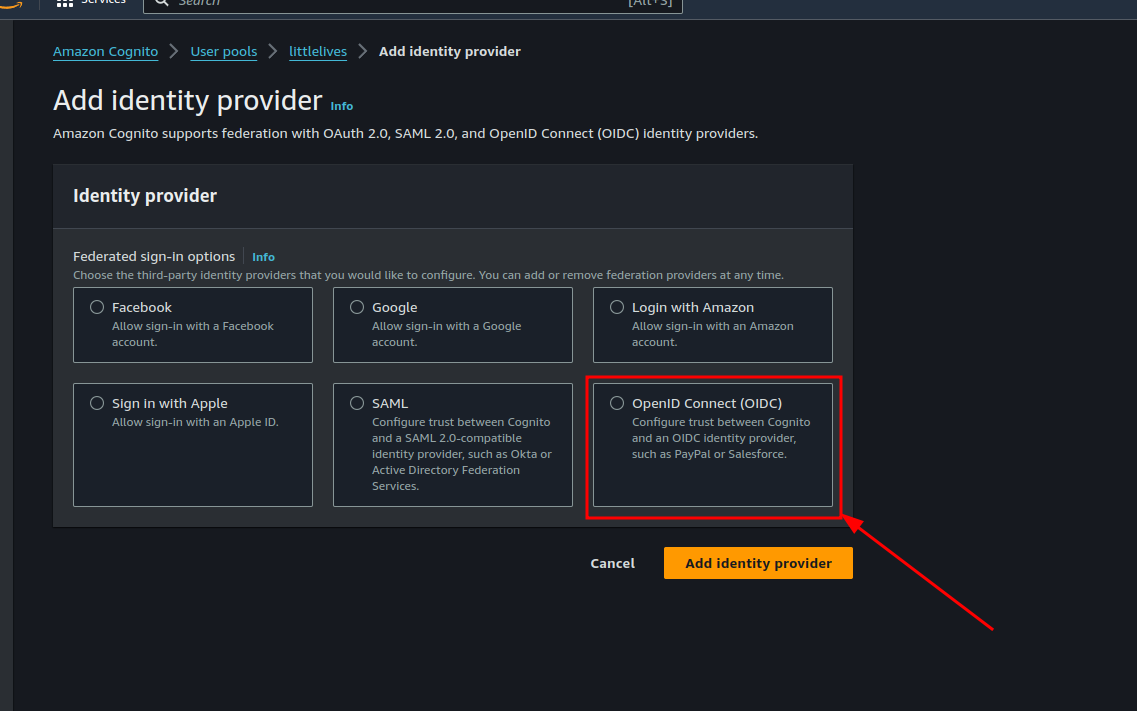 Services
Search
[Alt+S]
Amazon Cognito > User pools > littlelives > Add identity provider
Add identity provider Info
Amazon Cognito supports federation with OAuth 2.0, SAML 2.0, and OpenID Connect (OIDC) identity providers.
Identity provider
Federated sign-in options Info
Choose the third-party identity providers that you would like to configure. You can add or remove federation providers at any time.
Facebook
Allow sign-in with a Facebook
account.
Google
Allow sign-in with a Google
account.
Login with Amazon
Allow sign-in with an Amazon
account.
Sign in with Apple
Allow sign-in with an Apple ID.
SAML
Configure trust between Cognito
and a SAML 2.0-compatible
identity provider, such as Okta or
Active Directory Federation
Services.
OpenID Connect (OIDC)
Configure trust between Cognito
and an OIDC identity provider,
such as PayPal or Salesforce.
Cancel
Add identity provider